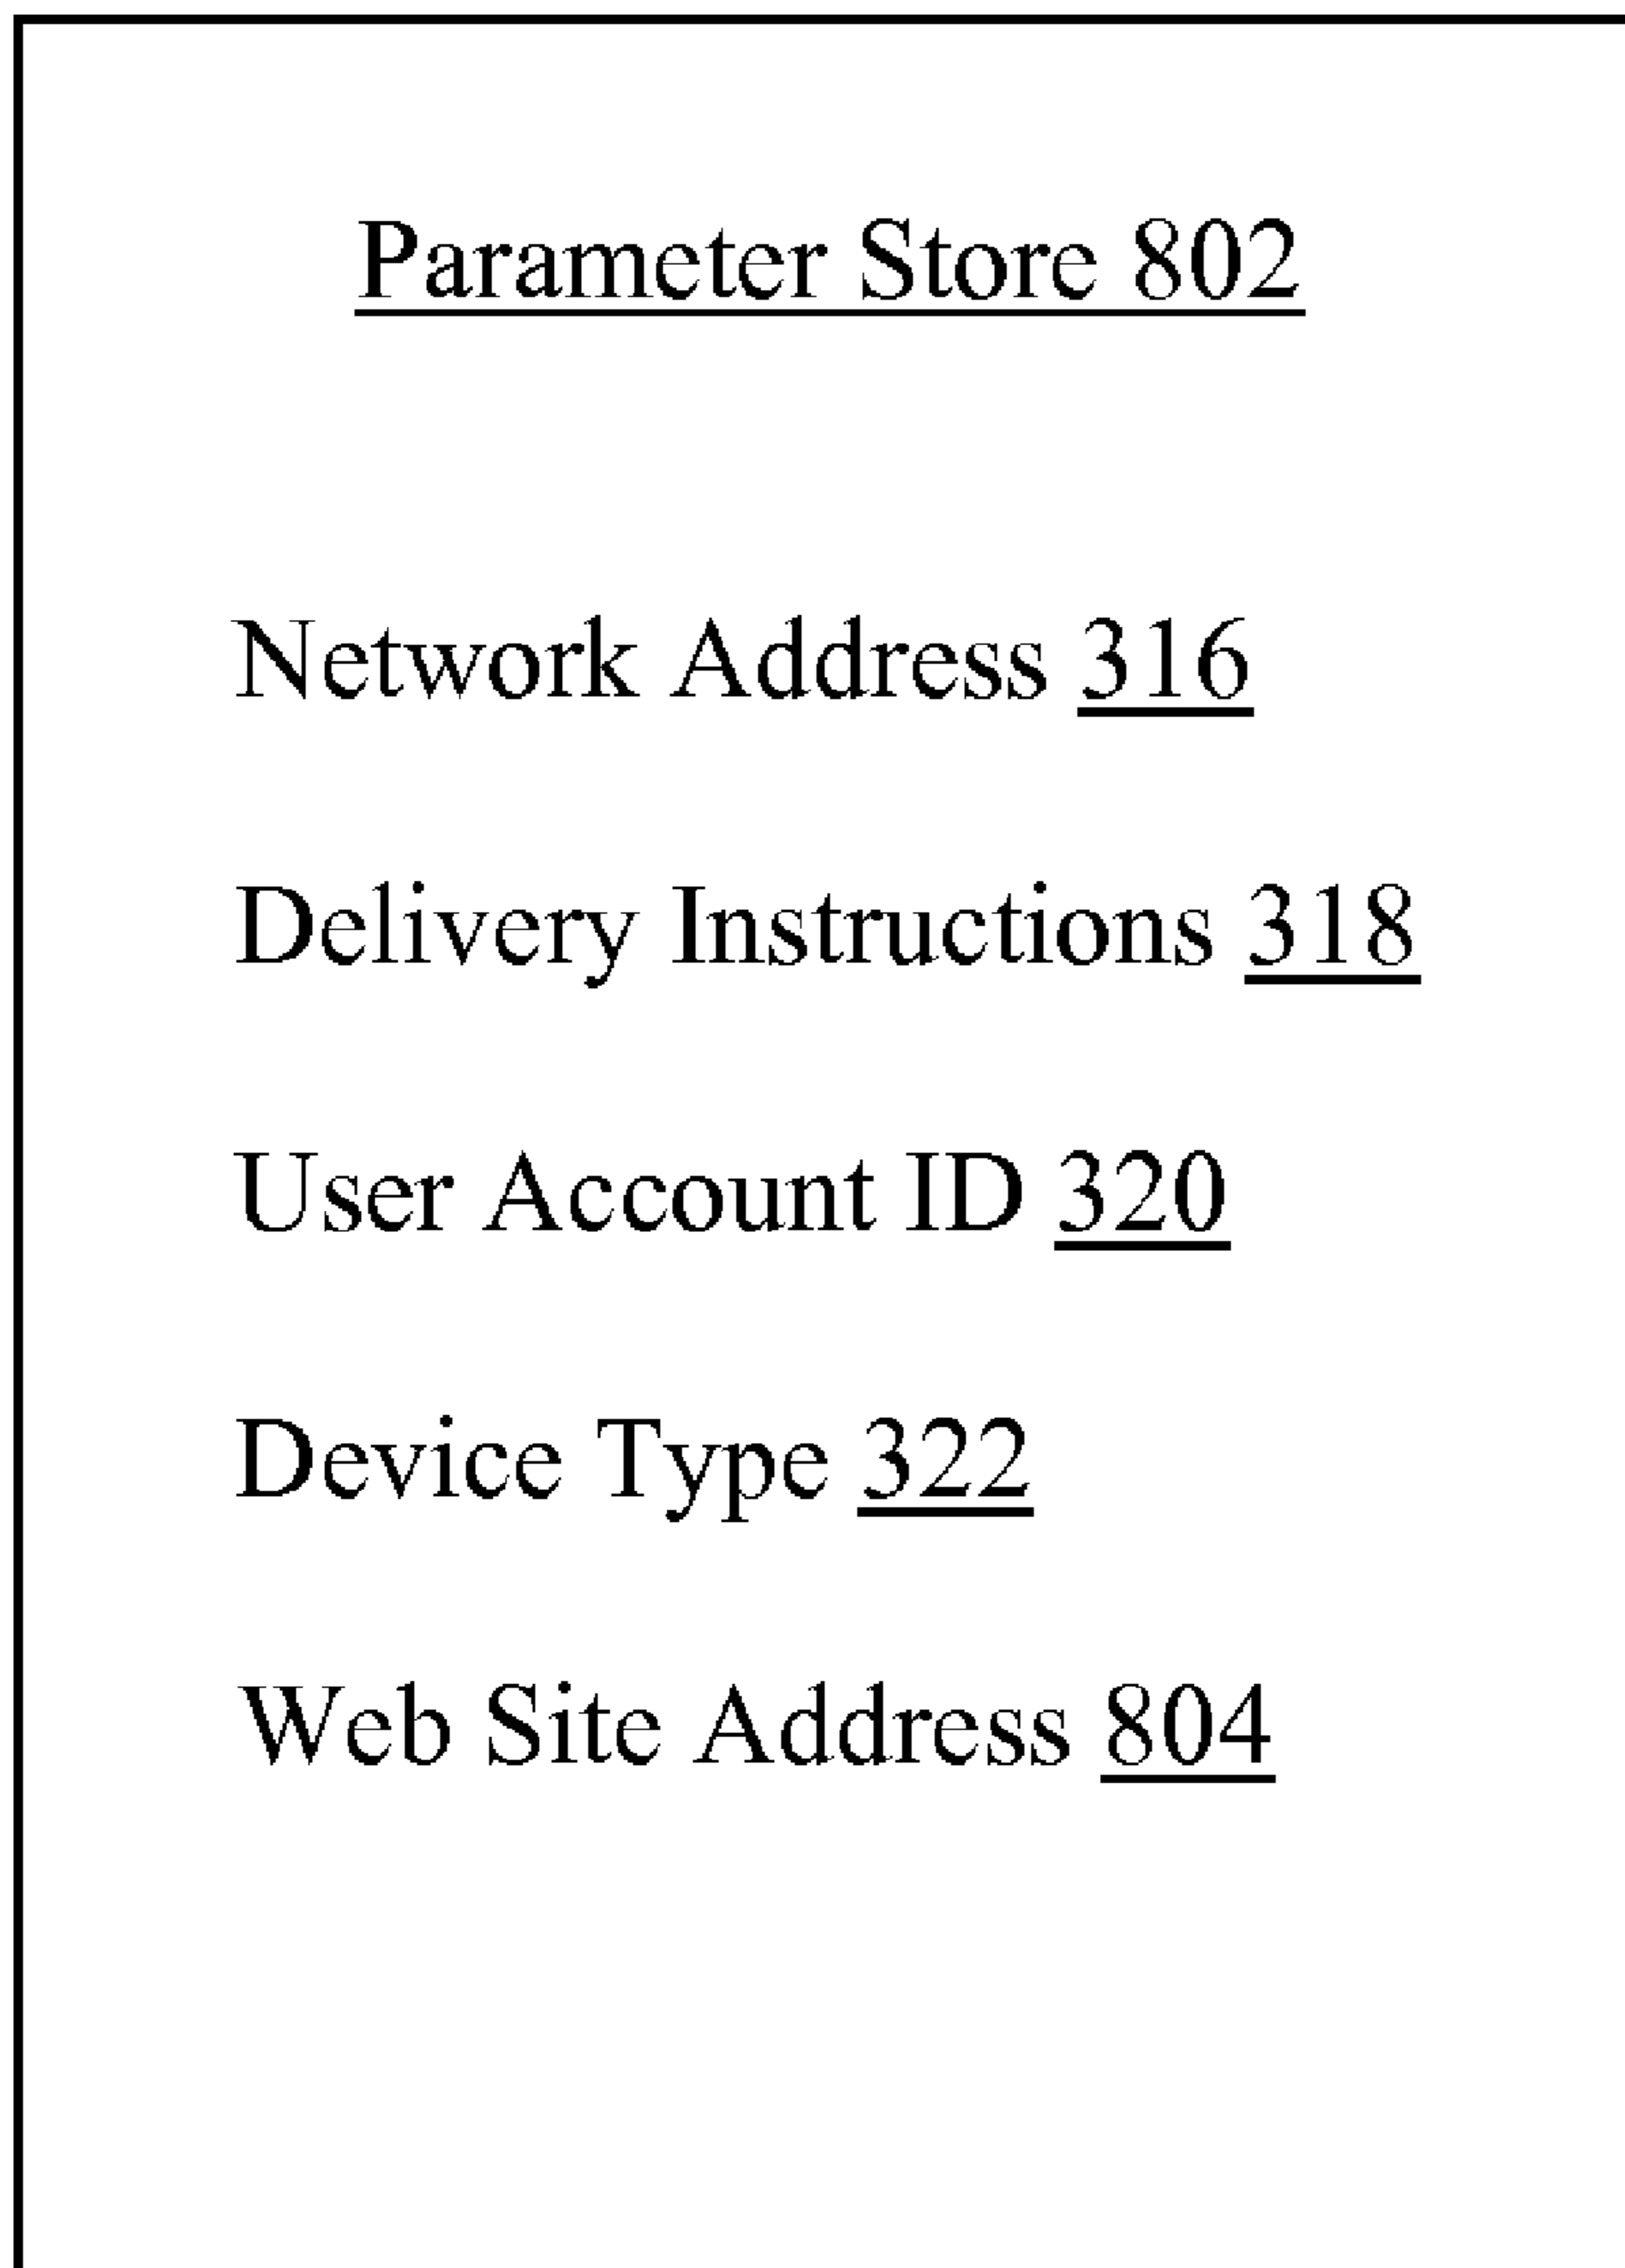 Parameter Store 802
Network Address 316
Delivery Instructions 318
User Account ID 320
Device Type 322
Web Site Address 804